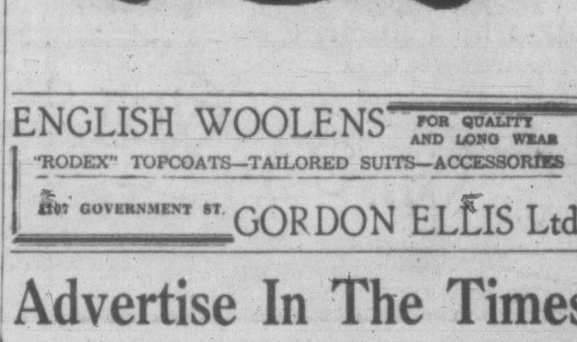 ENGLISH WOOLENS FOR QUALITY
AND LONG WEAR
"RODEX" TOPCOATS—TAILORED SUITS—ACCESSORIES
1107 GOVERNMENT ST. GORDON ELLIS Ltd
Advertise In The Times